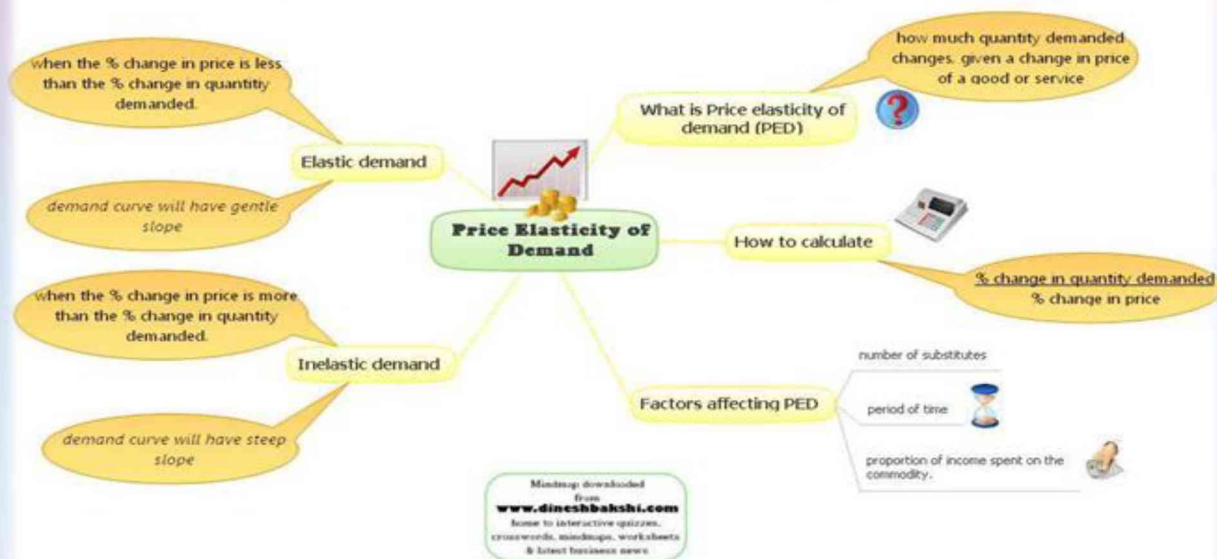 when the % change in price is less
than the % change in quantitiy
demanded.
Elastic demand
demand curve will have gentle
slope
when the % change in price is more
than the % change in quantity
demanded.
Inelastic demand
demand curve will have steep
slope
Price Elasticity of
Demand
how much quantity demanded
changes, given a change in price
of a good or service
What is Price elasticity of
demand (PED)
?
How to calculate
% change in quantity demanded
% change in price
Factors affecting PED
number of substitutes
period of time
proportion of income spent on the
commodity.
Mindmap downloaded
from
www.dineshbakshi.com
home to interactive quizzes,
crosswords, mindmaps, worksheets
& latest business news